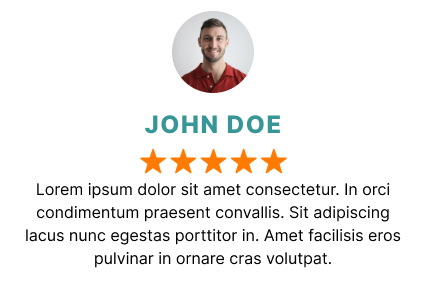 JOHN DOE
Lorem ipsum dolor sit amet consectetur. In orci
condimentum praesent convallis. Sit adipiscing
lacus nunc egestas porttitor in. Amet facilisis eros
pulvinar in ornare cras volutpat.